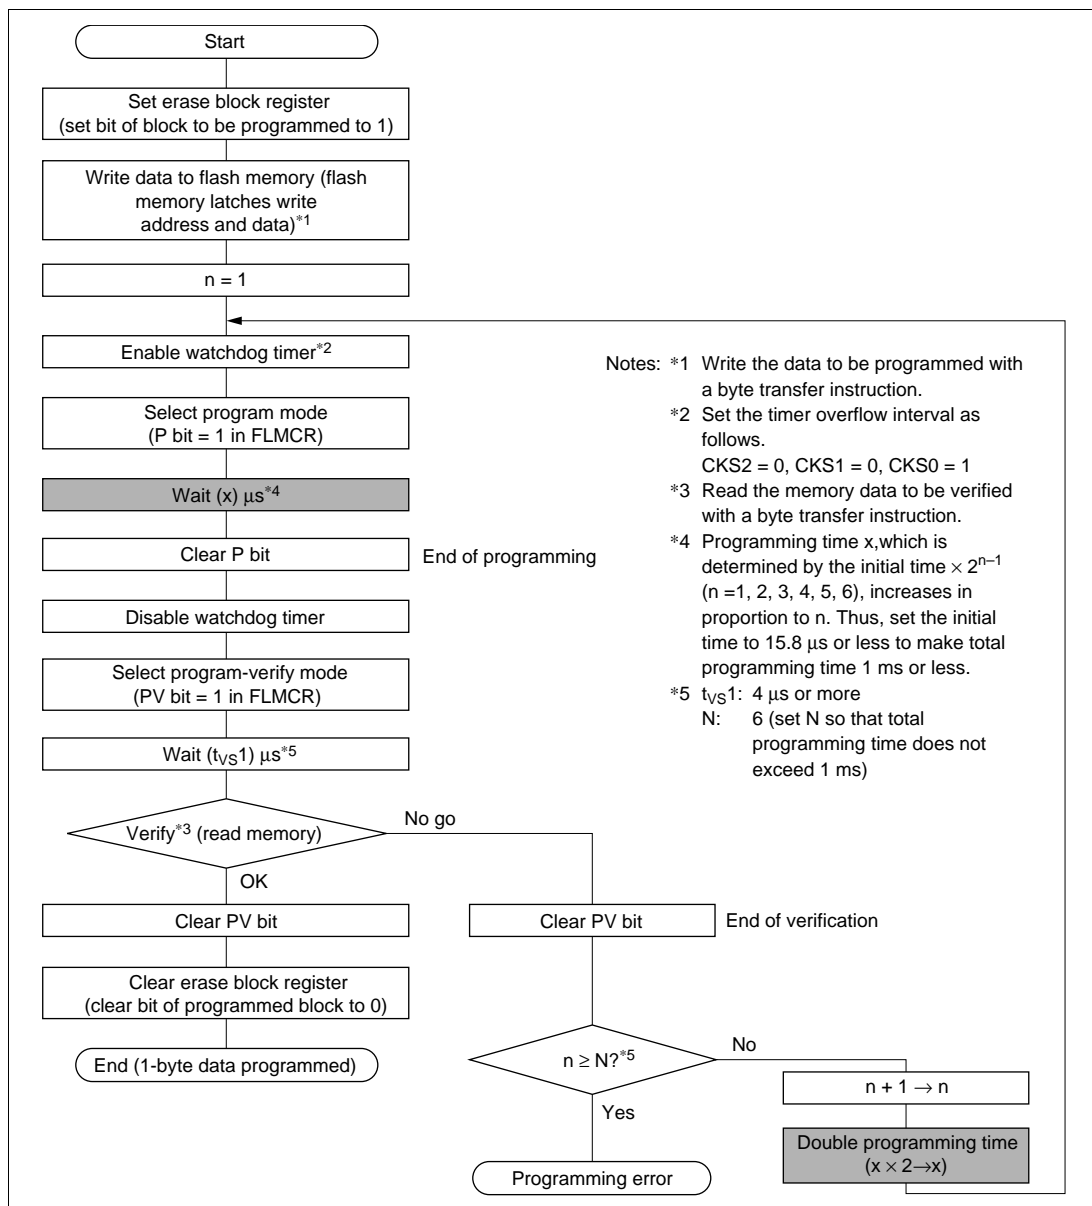 Start
Set erase block register
(set bit of block to be programmed to 1)
Write data to flash memory (flash
memory latches write
address and data)*1
n = 1
Enable watchdog timer*2
Select program mode
(P bit = 1 in FLMCR)
Wait (x) μs*4
Clear P bit
End of programming
Disable watchdog timer
Select program-verify mode
(PV bit = 1 in FLMCR)
Wait (tVS1) μs*5
Verify*3 (read memory)
No go
OK
Clear PV bit
Clear erase block register
(clear bit of programmed block to 0)
End (1-byte data programmed)
Clear PV bit
End of verification
n ≥ N?*5
No
Yes
n + 1 → n
Double programming time
(x × 2→x)
Programming error
Notes: *1 Write the data to be programmed with
a byte transfer instruction.
*2 Set the timer overflow interval as
follows.
CKS2 = 0, CKS1 = 0, CKS0 = 1
*3 Read the memory data to be verified
with a byte transfer instruction.
*4 Programming time x,which is
determined by the initial time × 2n–1
(n =1, 2, 3, 4, 5, 6), increases in
proportion to n. Thus, set the initial
time to 15.8 μs or less to make total
programming time 1 ms or less.
*5 tVS1: 4 μs or more
N: 6 (set N so that total
programming time does not
exceed 1 ms)